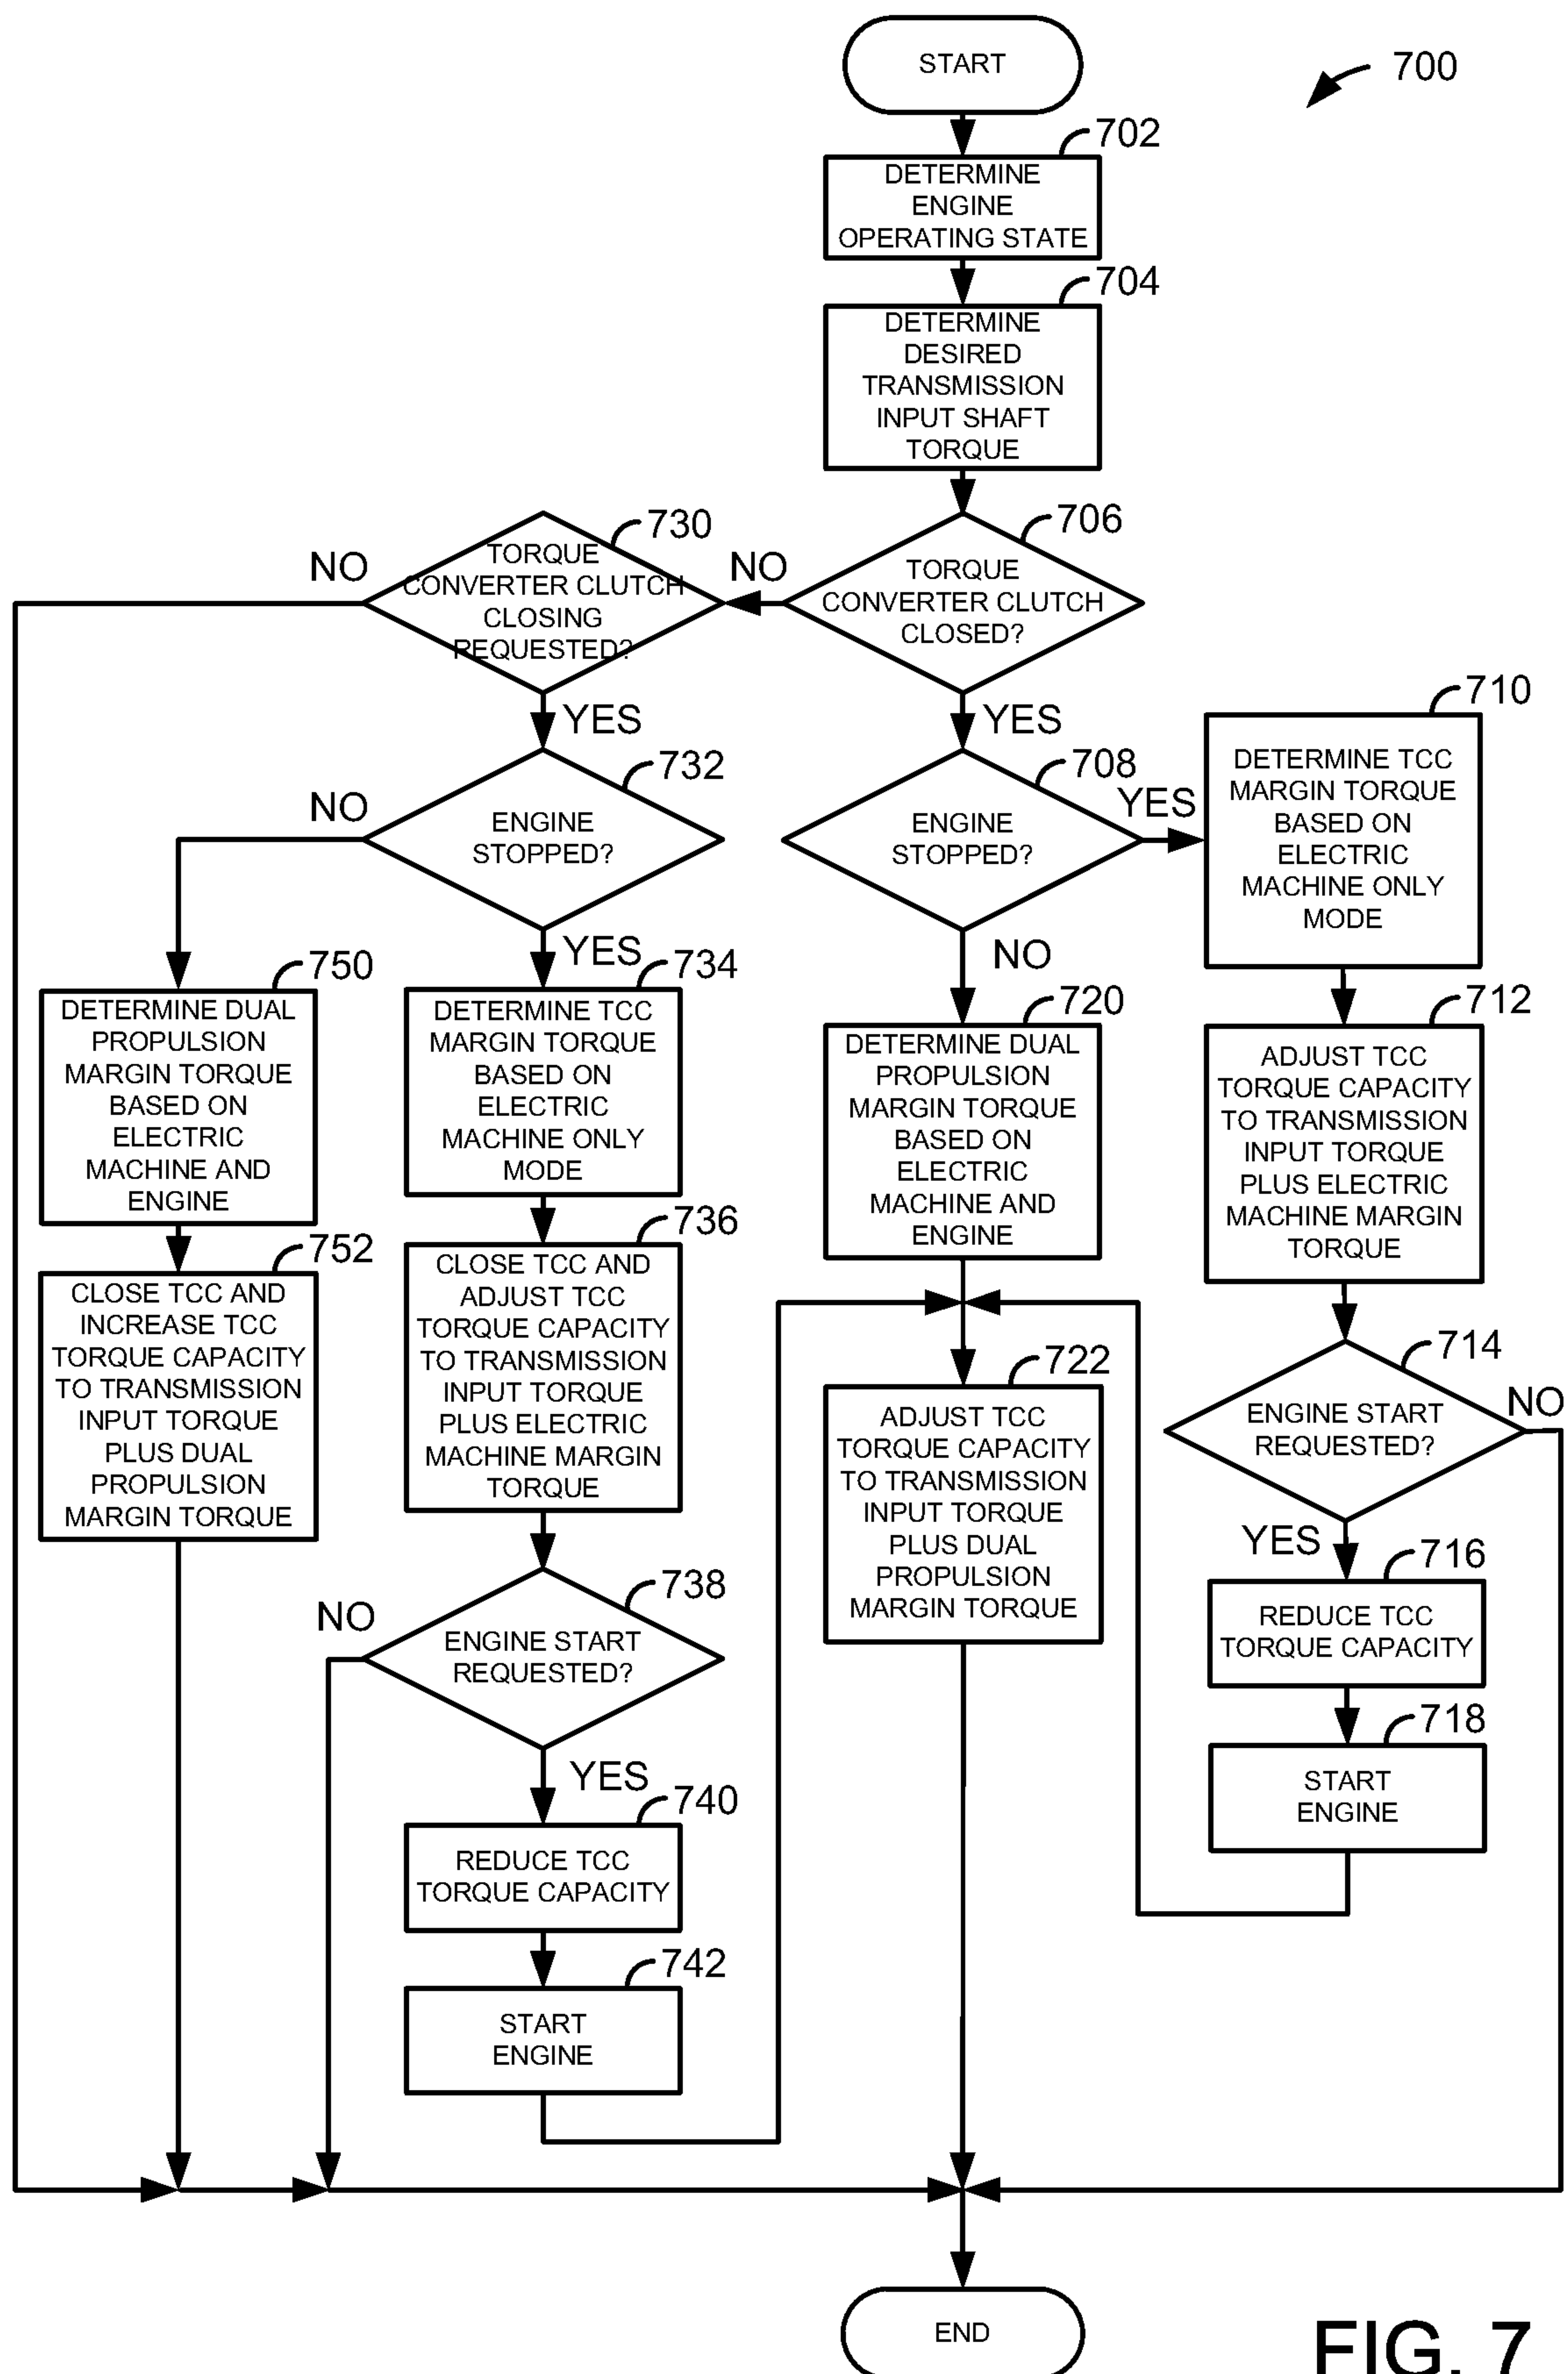 START
700
702
DETERMINE
ENGINE
OPERATING STATE
704
DETERMINE
DESIRED
TRANSMISSION
INPUT SHAFT
TORQUE
706
TORQUE
CONVERTER CLUTCH
CLOSED?
NO
730
TORQUE
CONVERTER CLUTCH
CLOSING
REQUESTED?
NO
YES
YES
732
ENGINE
STOPPED?
NO
YES
708
ENGINE
STOPPED?
YES
NO
710
DETERMINE TCC
MARGIN TORQUE
BASED ON
ELECTRIC
MACHINE ONLY
MODE
750
DETERMINE DUAL
PROPULSION
MARGIN TORQUE
BASED ON
ELECTRIC
MACHINE AND
ENGINE
752
CLOSE TCC AND
INCREASE TCC
TORQUE CAPACITY
TO TRANSMISSION
INPUT TORQUE
PLUS DUAL
PROPULSION
MARGIN TORQUE
734
DETERMINE TCC
MARGIN TORQUE
BASED ON
ELECTRIC
MACHINE ONLY
MODE
736
CLOSE TCC AND
ADJUST TCC
TORQUE CAPACITY
TO TRANSMISSION
INPUT TORQUE
PLUS ELECTRIC
MACHINE MARGIN
TORQUE
738
ENGINE START
REQUESTED?
NO
YES
740
REDUCE TCC
TORQUE CAPACITY
742
START
ENGINE
720
DETERMINE DUAL
PROPULSION
MARGIN TORQUE
BASED ON
ELECTRIC
MACHINE AND
ENGINE
722
ADJUST TCC
TORQUE CAPACITY
TO TRANSMISSION
INPUT TORQUE
PLUS DUAL
PROPULSION
MARGIN TORQUE
712
ADJUST TCC
TORQUE CAPACITY
TO TRANSMISSION
INPUT TORQUE
PLUS ELECTRIC
MACHINE MARGIN
TORQUE
714
ENGINE START
REQUESTED?
NO
YES
716
REDUCE TCC
TORQUE CAPACITY
718
START
ENGINE
END
FIG. 7